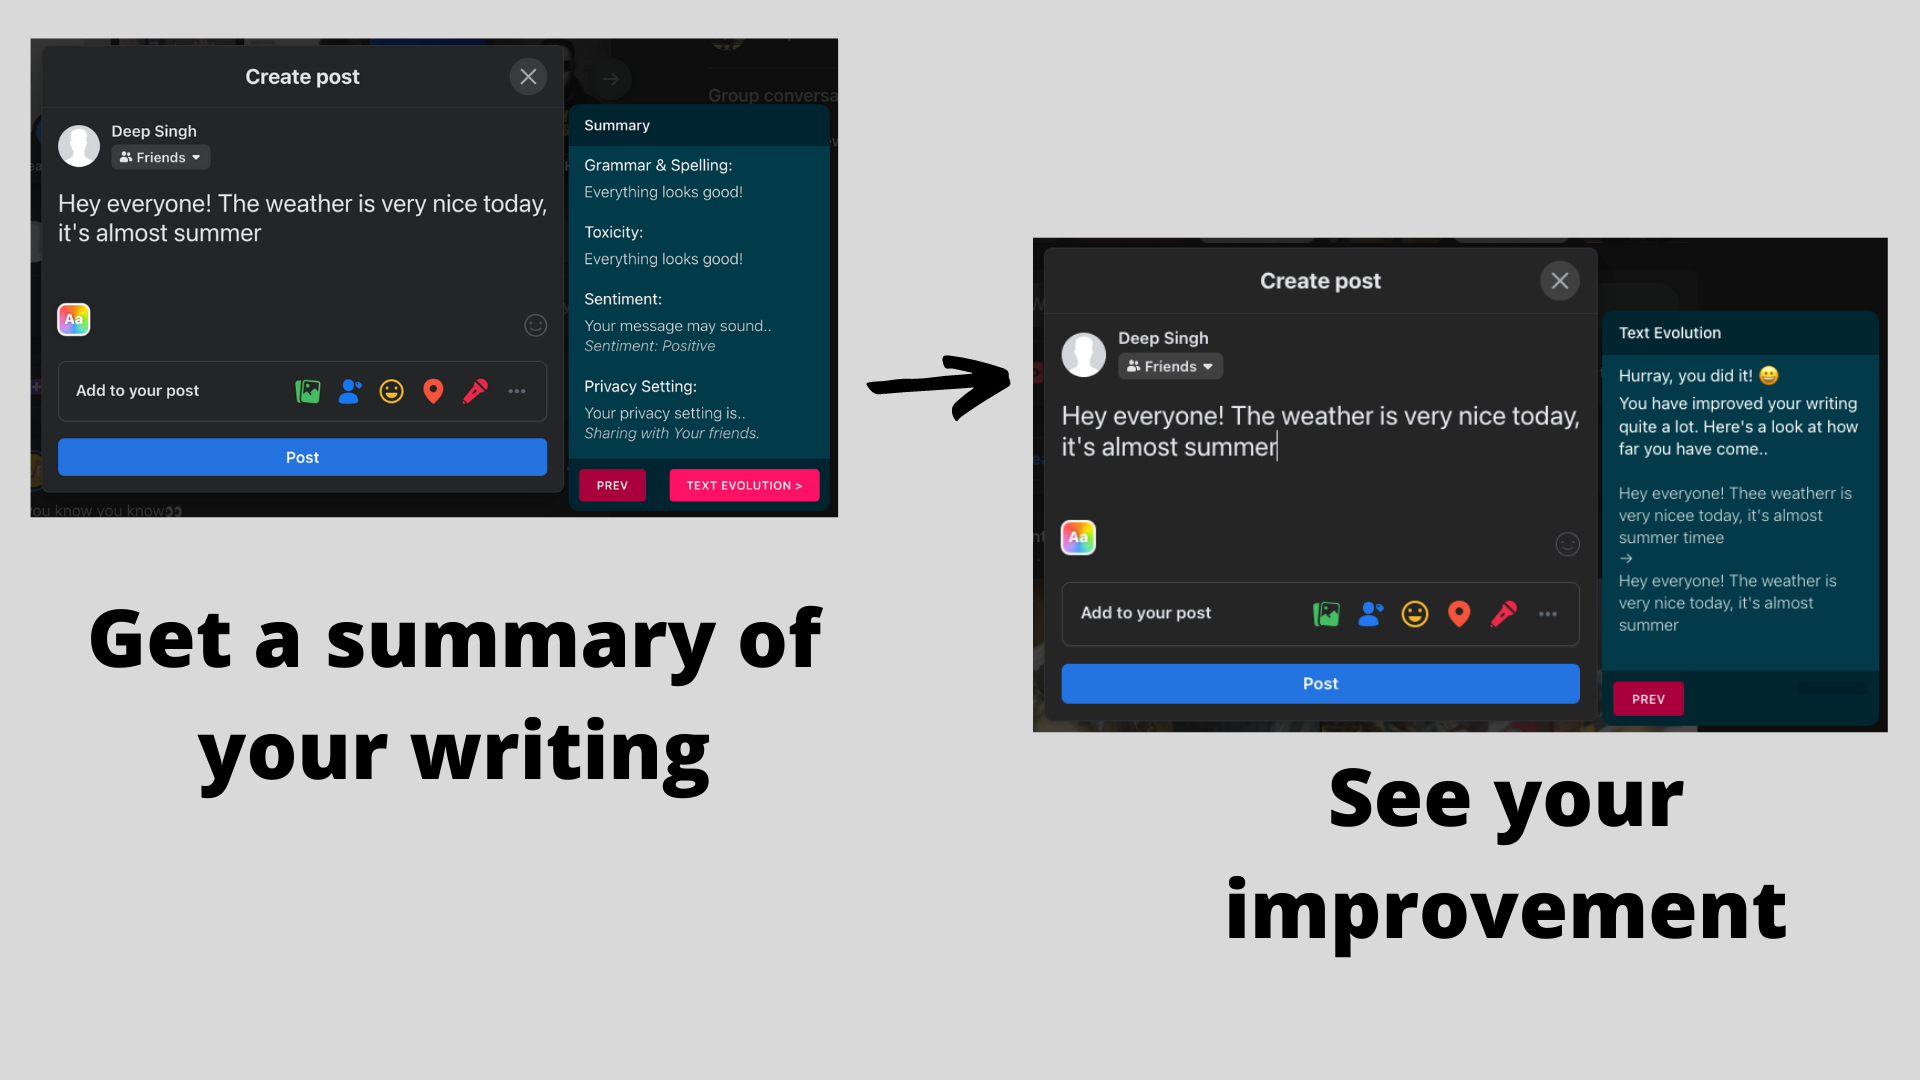 Create post
Group conversa
Deep Singh
Friends
Hey everyone! The weather is very nice today,
it's almost summer
Aa
Add to your post
Post
you know you know👀
Summary
Grammar & Spelling:
Everything looks good!
Toxicity:
Everything looks good!
Sentiment:
Your message may sound..
Sentiment: Positive
Privacy Setting:
Your privacy setting is..
Sharing with Your friends.
PREV
TEXT EVOLUTION >
Get a summary of
your writing
Create post
Deep Singh
Friends
Hey everyone! The weather is very nice today,
it's almost summer
Aa
Add to your post
Post
Text Evolution
Hurray, you did it! 😀
You have improved your writing
quite a lot. Here's a look at how
far you have come..
Hey everyone! Thee weatherr is
very nicee today, it's almost
summer timee
→
Hey everyone! The weather is
very nice today, it's almost
summer
PREV
See your
improvement